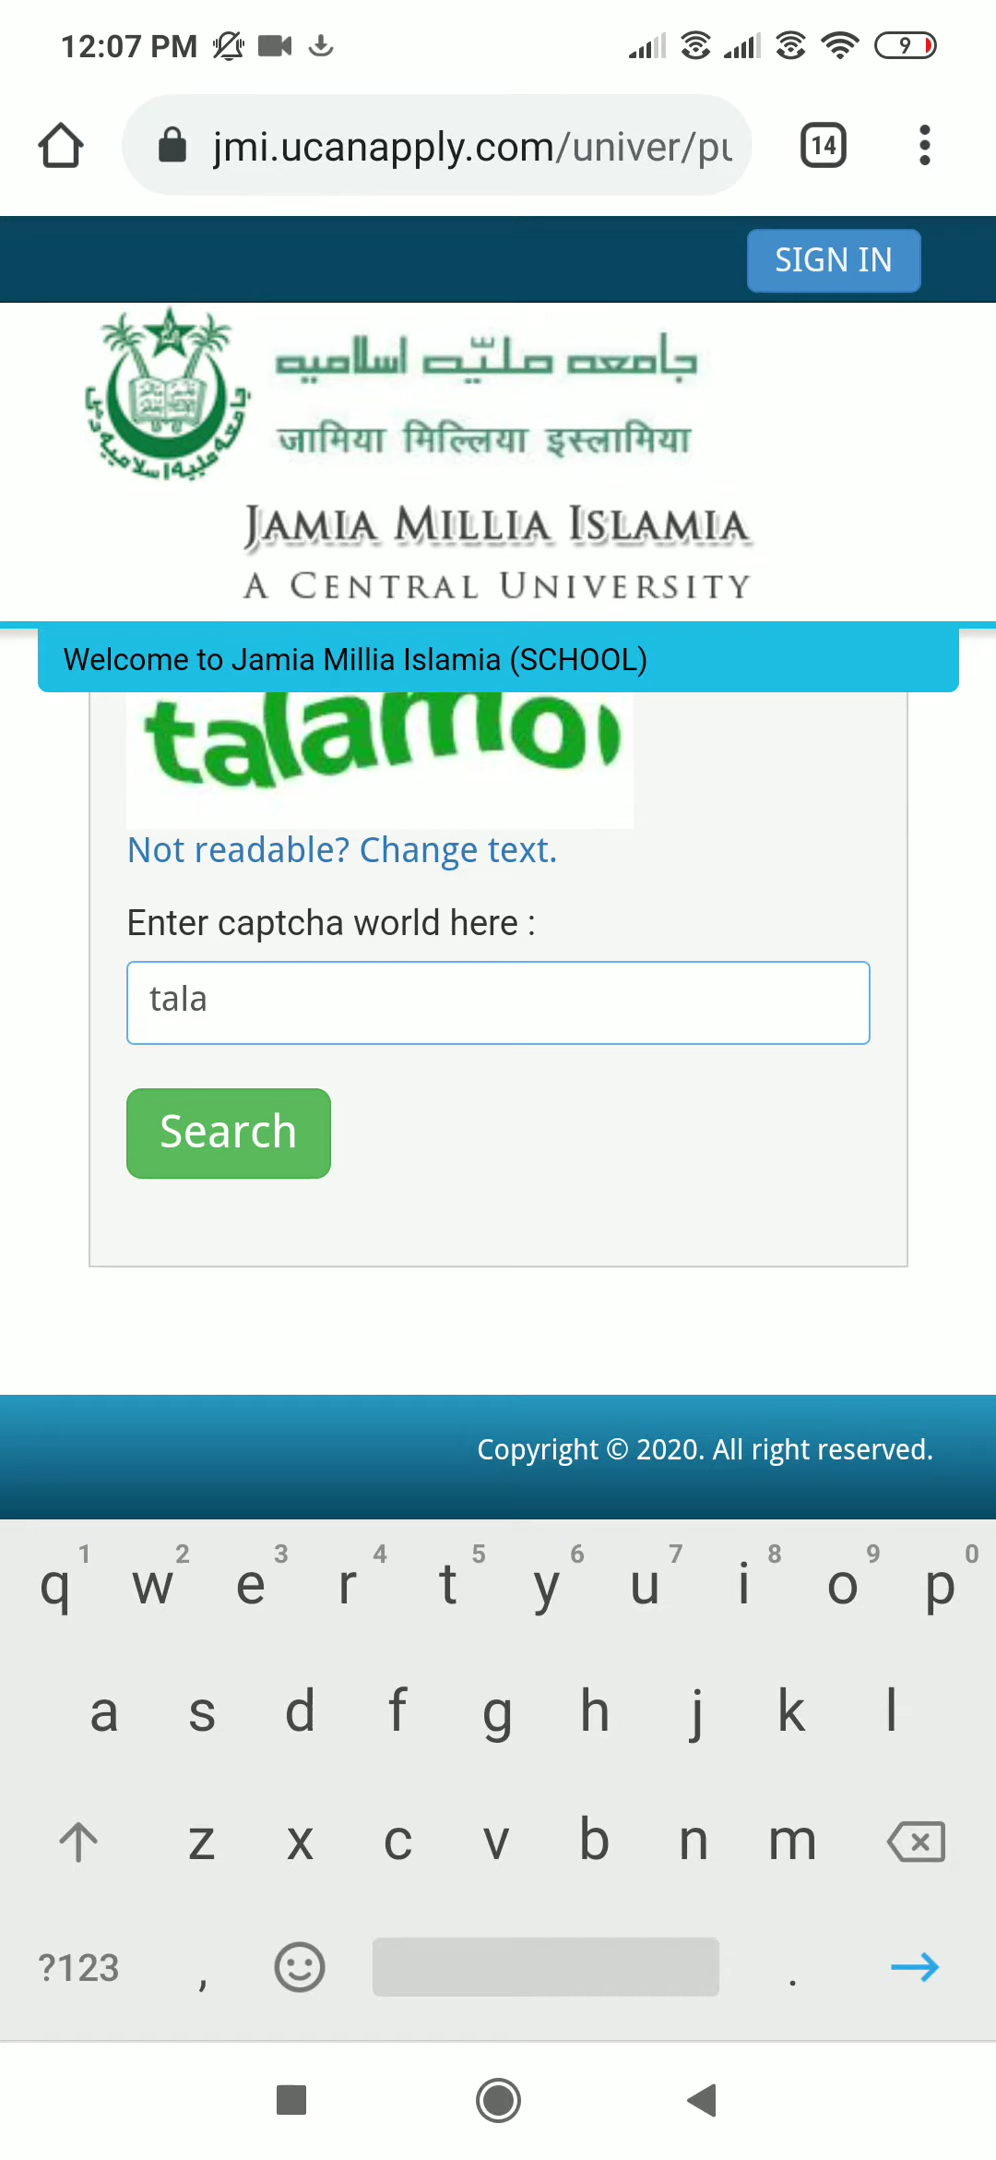 12:07 PM
9
jmi.ucanapply.com/univer/pu
14
SIGN IN
جامعه ملیّه اسلامیه
जामिया मिल्लिया इस्लामिया
JAMIA MILLIA ISLAMIA
A CENTRAL UNIVERSITY
Welcome to Jamia Millia Islamia (SCHOOL)
Not readable? Change text.
Enter captcha world here :
tala
Search
Copyright © 2020. All right reserved.
1 2 3 4 5 6 7 8 9 0
q w e r t y u i o p
a s d f g h j k l
z x c v b n m
?123 , .